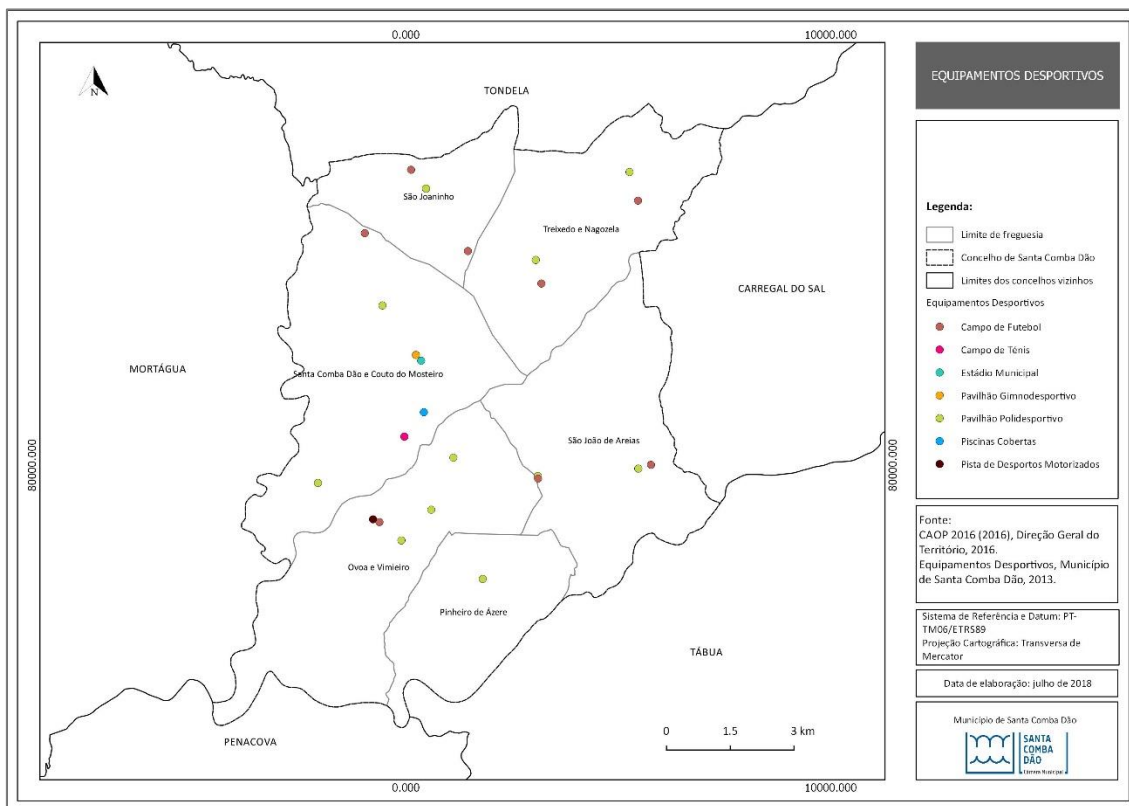 0.000
10000.000
N
TONDELA
São Joaninho
Treixedo e Nagozela
CARREGAL DO SAL
MORTÁGUA
Santa Comba Dão e Couto do Mosteiro
São João de Areias
80000.000
80000.000
Ovoa e Vimieiro
Pinheiro de Ázere
TÁBUA
PENACOVA
0
1.5
3 km
0.000
10000.000
EQUIPAMENTOS DESPORTIVOS
Legenda:
Limite de freguesia
Concelho de Santa Comba Dão
Limites dos concelhos vizinhos
Equipamentos Desportivos
Campo de Futebol
Campo de Ténis
Estádio Municipal
Pavilhão Gimnodesportivo
Pavilhão Polidesportivo
Piscinas Cobertas
Pista de Desportos Motorizados
Fonte:
CAOP 2016 (2016), Direção Geral do
Território, 2016.
Equipamentos Desportivos, Município
de Santa Comba Dão, 2013.
Sistema de Referência e Datum: PT-
TM06/ETRS89
Projeção Cartográfica: Transversa de
Mercator
Data de elaboração: julho de 2018
Município de Santa Comba Dão
SANTA
COMBA
DÃO
Câmara Municipal